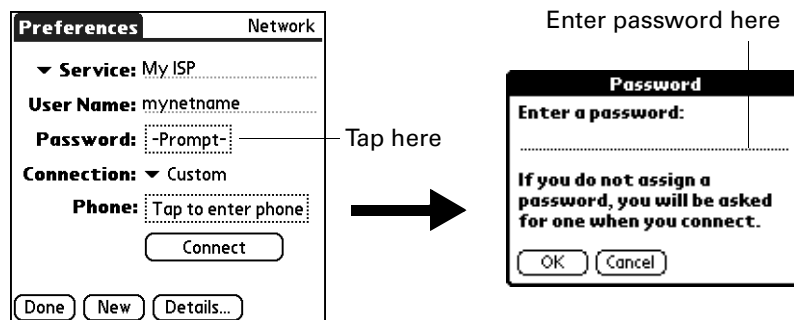 Preferences Network
Service: My ISP
User Name: mynetname
Password: -Prompt-
Connection: Custom
Phone: Tap to enter phone
Connect
Done New Details...
Tap here
Enter password here
Password
Enter a password:
If you do not assign a
password, you will be asked
for one when you connect.
OK Cancel